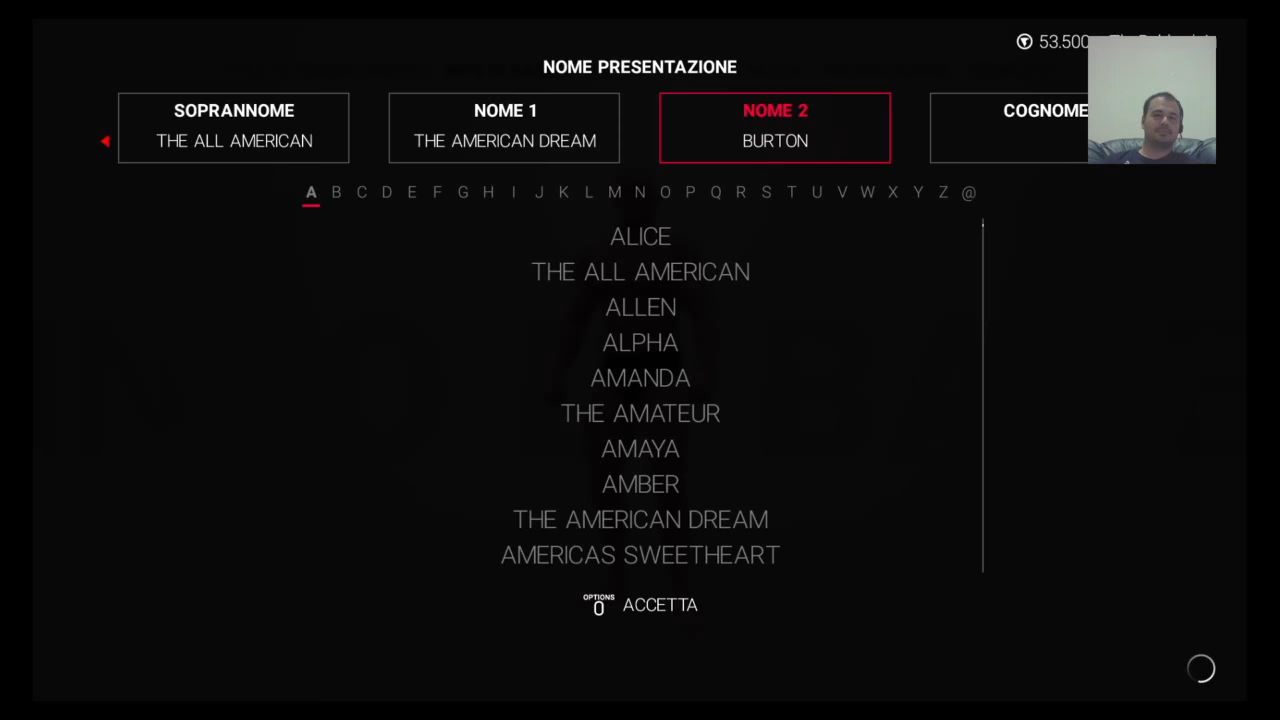 53.500
NOME PRESENTAZIONE
SOPRANNOME
THE ALL AMERICAN
NOME 1
THE AMERICAN DREAM
NOME 2
BURTON
COGNOME
A B C D E F G H I J K L M N O P Q R S T U V W X Y Z @
ALICE
THE ALL AMERICAN
ALLEN
ALPHA
AMANDA
THE AMATEUR
AMAYA
AMBER
THE AMERICAN DREAM
AMERICAS SWEETHEART
OPTIONS
ACCETTA